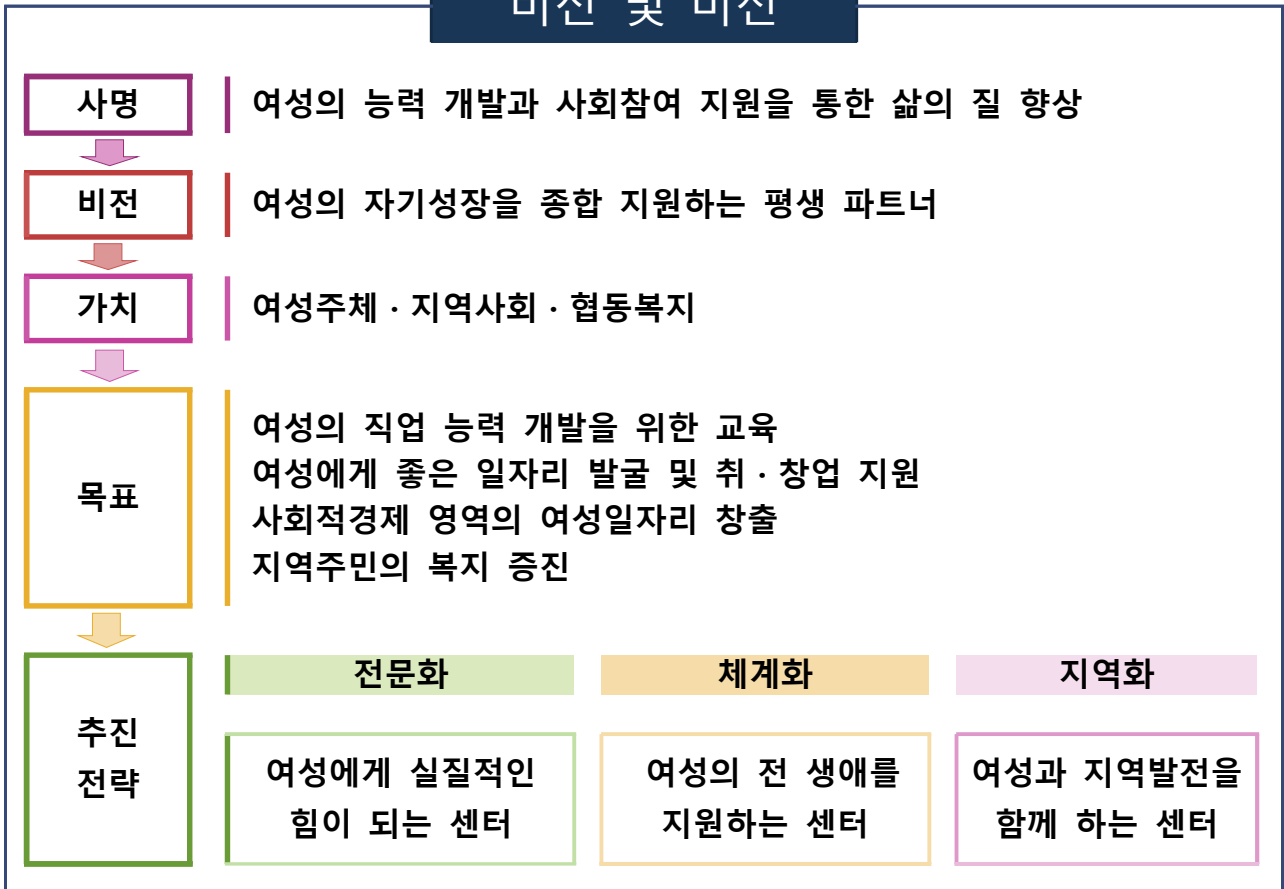 비전 및 미션
사명
여성의 능력 개발과 사회참여 지원을 통한 삶의 질 향상
비전
여성의 자기성장을 종합 지원하는 평생 파트너
가치
여성주체 · 지역사회 · 협동복지
목표
여성의 직업 능력 개발을 위한 교육
여성에게 좋은 일자리 발굴 및 취 · 창업 지원
사회적경제 영역의 여성일자리 창출
지역주민의 복지 증진
추진
전략
전문화
체계화
지역화
여성에게 실질적인
힘이 되는 센터
여성의 전 생애를
지원하는 센터
여성과 지역발전을
함께 하는 센터